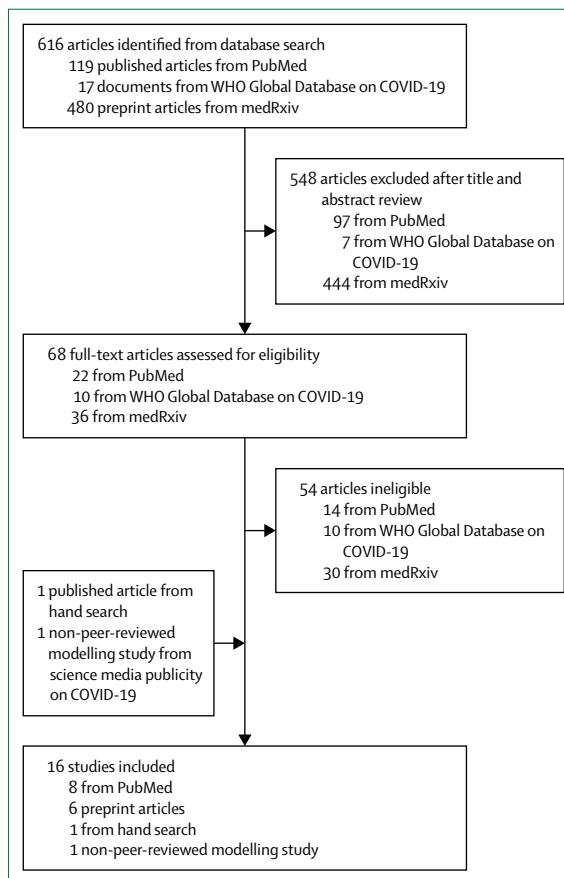 616 articles identified from database search
119 published articles from PubMed
17 documents from WHO Global Database on COVID-19
480 preprint articles from medRxiv
548 articles excluded after title and
abstract review
97 from PubMed
7 from WHO Global Database on
COVID-19
444 from medRxiv
68 full-text articles assessed for eligibility
22 from PubMed
10 from WHO Global Database on COVID-19
36 from medRxiv
54 articles ineligible
14 from PubMed
10 from WHO Global Database on
COVID-19
30 from medRxiv
1 published article from
hand search
1 non-peer-reviewed
modelling study from
science media publicity
on COVID-19
16 studies included
8 from PubMed
6 preprint articles
1 from hand search
1 non-peer-reviewed modelling study